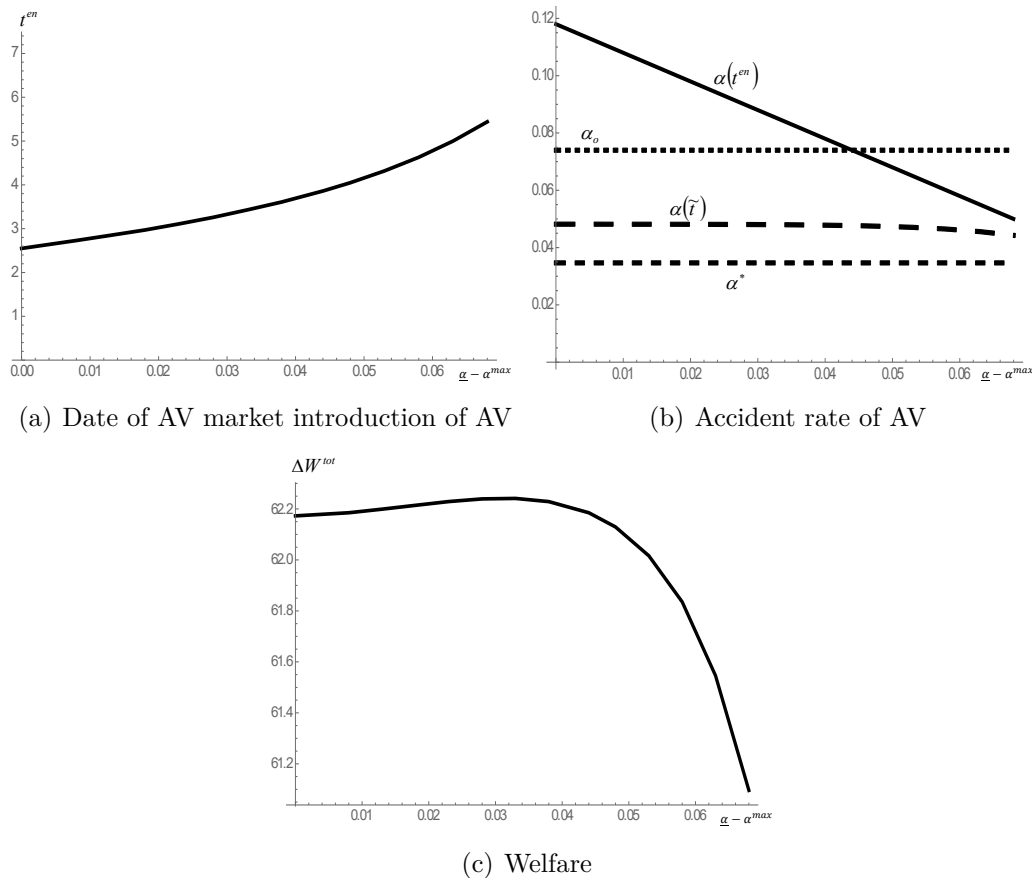 t^{en}
7
6
5
4
3
2
1
0.00 0.01 0.02 0.03 0.04 0.05 0.06 \underline{α} − α^{max}
(a) Date of AV market introduction of AV
0.12
0.10
0.08
0.06
0.04
0.02
α(t^{en})
α_o
α(\tilde{t})
α^*
0.01 0.02 0.03 0.04 0.05 0.06 \underline{α} − α^{max}
(b) Accident rate of AV
ΔW^{tot}
62.2
62.0
61.8
61.6
61.4
61.2
0.01 0.02 0.03 0.04 0.05 0.06 \underline{α} − α^{max}
(c) Welfare